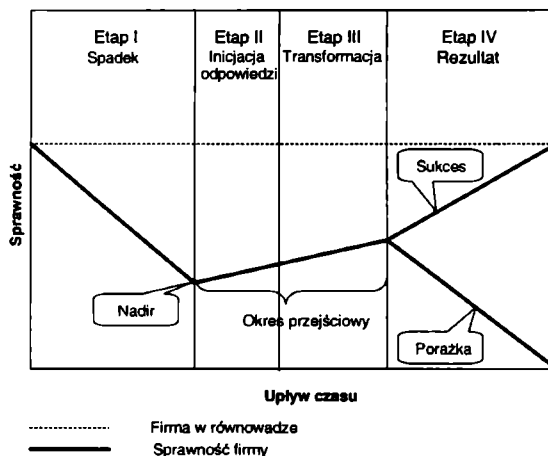 Etap I
Spadek
Etap II
Inicjacja
odpowiedzi
Etap III
Transformacja
Etap IV
Rezultat
Sprawność
Sukces
Nadir
Okres przejściowy
Porażka
Upływ czasu
Firma w równowadze
Sprawność firmy